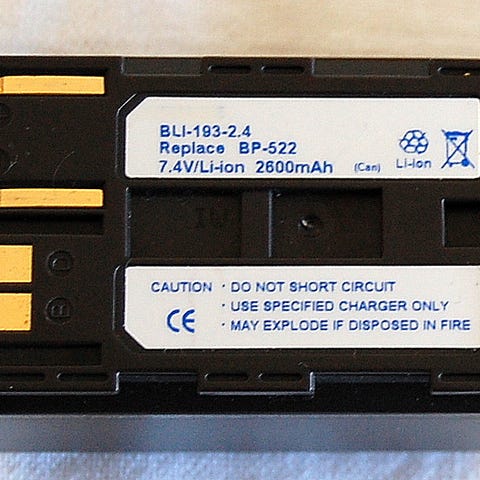 BLI-193-2.4
Replace BP-522
7.4V/Li-ion 2600mAh (Can)
Li-ion
CAUTION · DO NOT SHORT CIRCUIT
· USE SPECIFIED CHARGER ONLY
CE · MAY EXPLODE IF DISPOSED IN FIRE
D
B